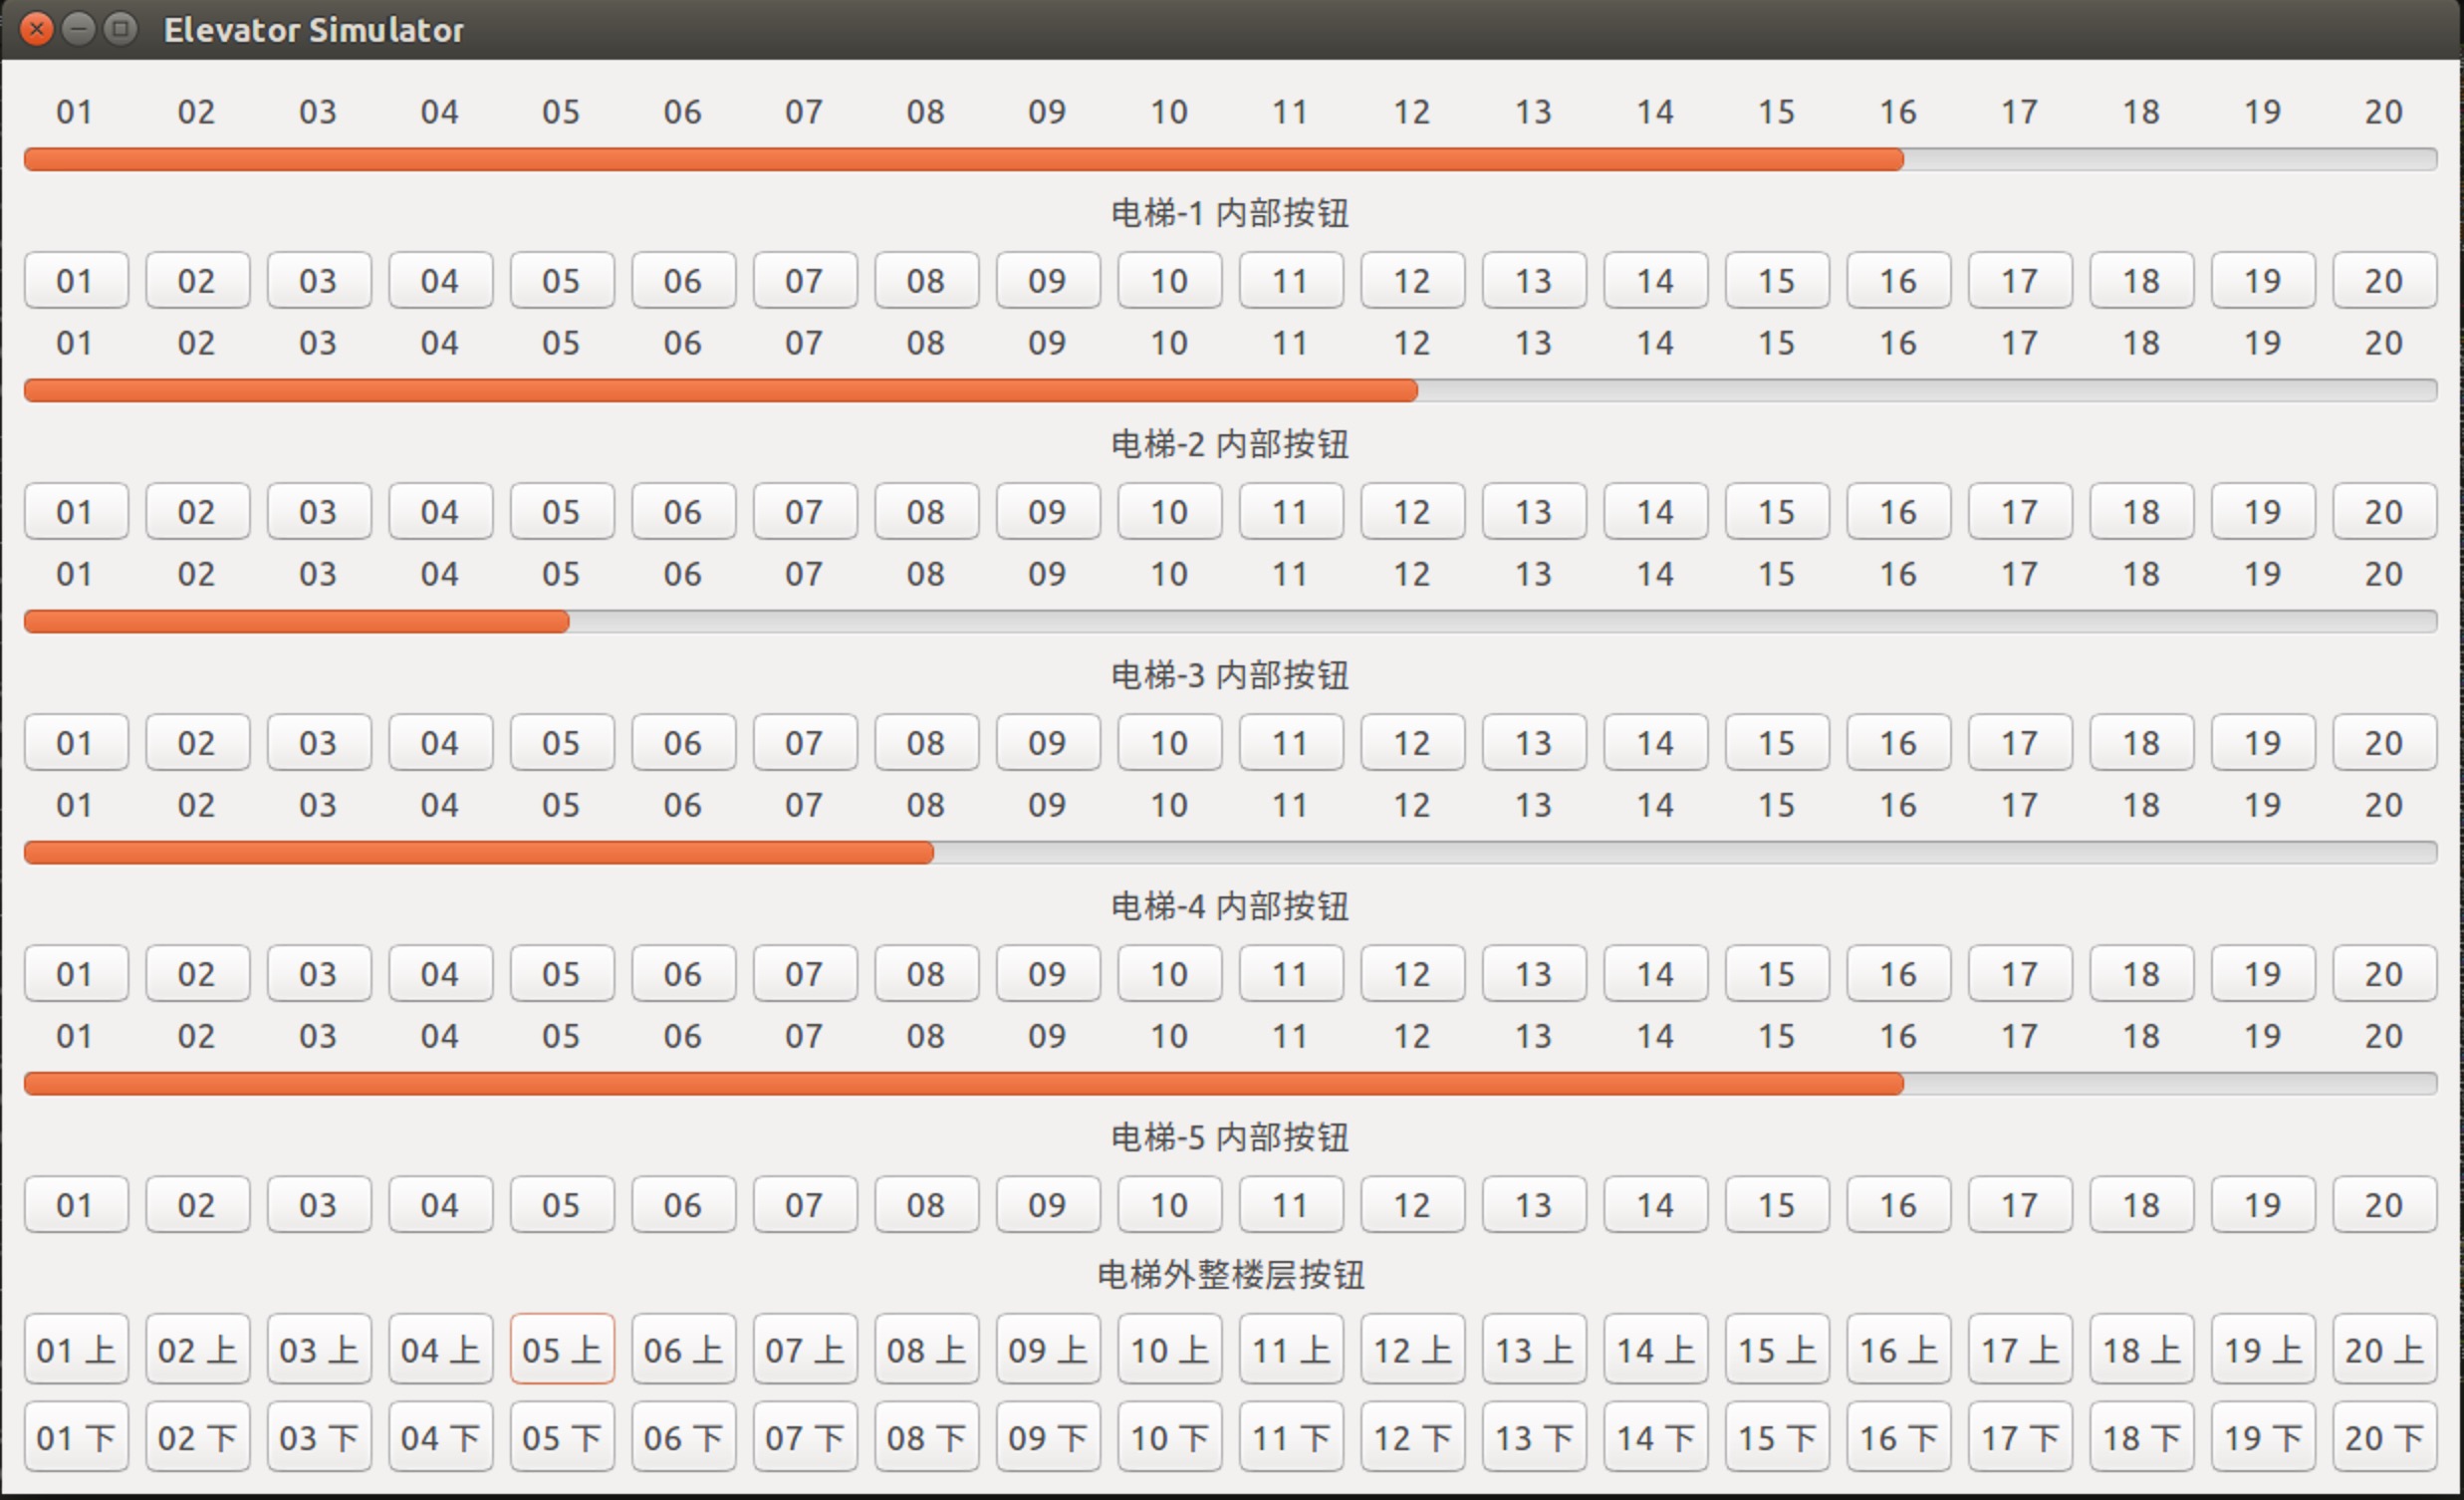 Elevator Simulator
01 02 03 04 05 06 07 08 09 10 11 12 13 14 15 16 17 18 19 20
电梯-1 内部按钮
01 02 03 04 05 06 07 08 09 10 11 12 13 14 15 16 17 18 19 20
01 02 03 04 05 06 07 08 09 10 11 12 13 14 15 16 17 18 19 20
电梯-2 内部按钮
01 02 03 04 05 06 07 08 09 10 11 12 13 14 15 16 17 18 19 20
01 02 03 04 05 06 07 08 09 10 11 12 13 14 15 16 17 18 19 20
电梯-3 内部按钮
01 02 03 04 05 06 07 08 09 10 11 12 13 14 15 16 17 18 19 20
01 02 03 04 05 06 07 08 09 10 11 12 13 14 15 16 17 18 19 20
电梯-4 内部按钮
01 02 03 04 05 06 07 08 09 10 11 12 13 14 15 16 17 18 19 20
01 02 03 04 05 06 07 08 09 10 11 12 13 14 15 16 17 18 19 20
电梯-5 内部按钮
01 02 03 04 05 06 07 08 09 10 11 12 13 14 15 16 17 18 19 20
电梯外整楼层按钮
01 上 02 上 03 上 04 上 05 上 06 上 07 上 08 上 09 上 10 上 11 上 12 上 13 上 14 上 15 上 16 上 17 上 18 上 19 上 20 上
01 下 02 下 03 下 04 下 05 下 06 下 07 下 08 下 09 下 10 下 11 下 12 下 13 下 14 下 15 下 16 下 17 下 18 下 19 下 20 下